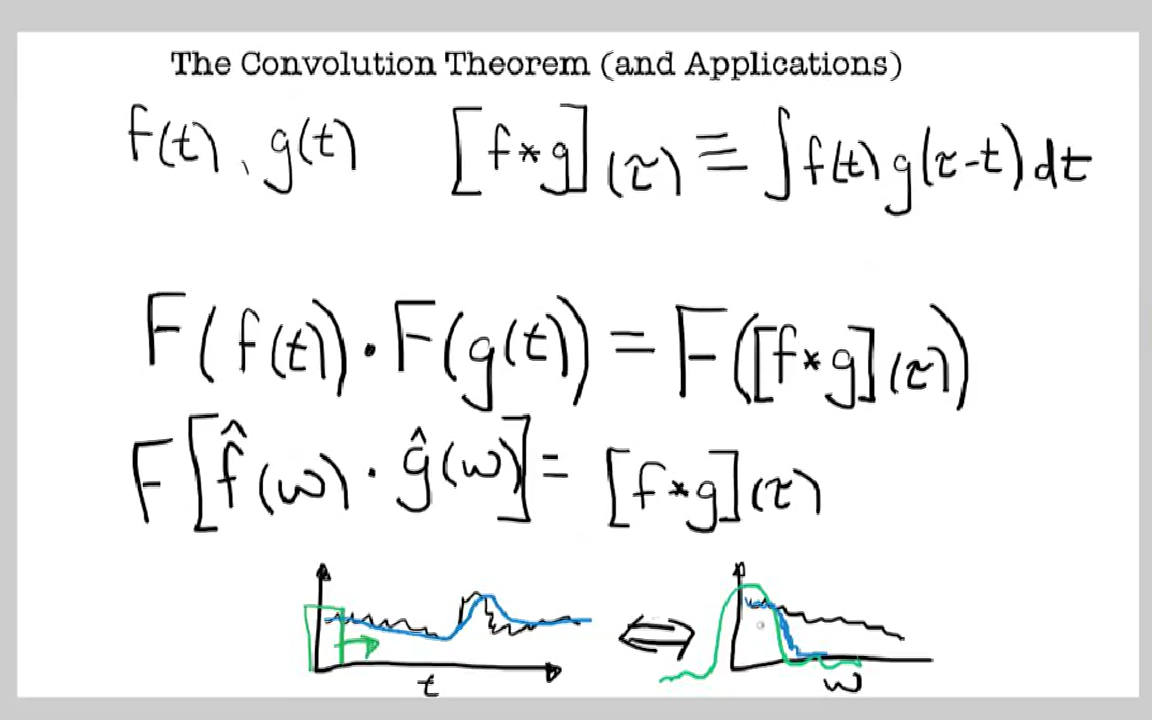 The Convolution Theorem (and Applications)
f(t), g(t) [f*g](τ) ≡ ∫f(t)g(τ-t)dt
F(f(t))·F(g(t)) = F([f*g](τ))
F[f̂(w)·ĝ(w)] = [f*g](τ)
t w